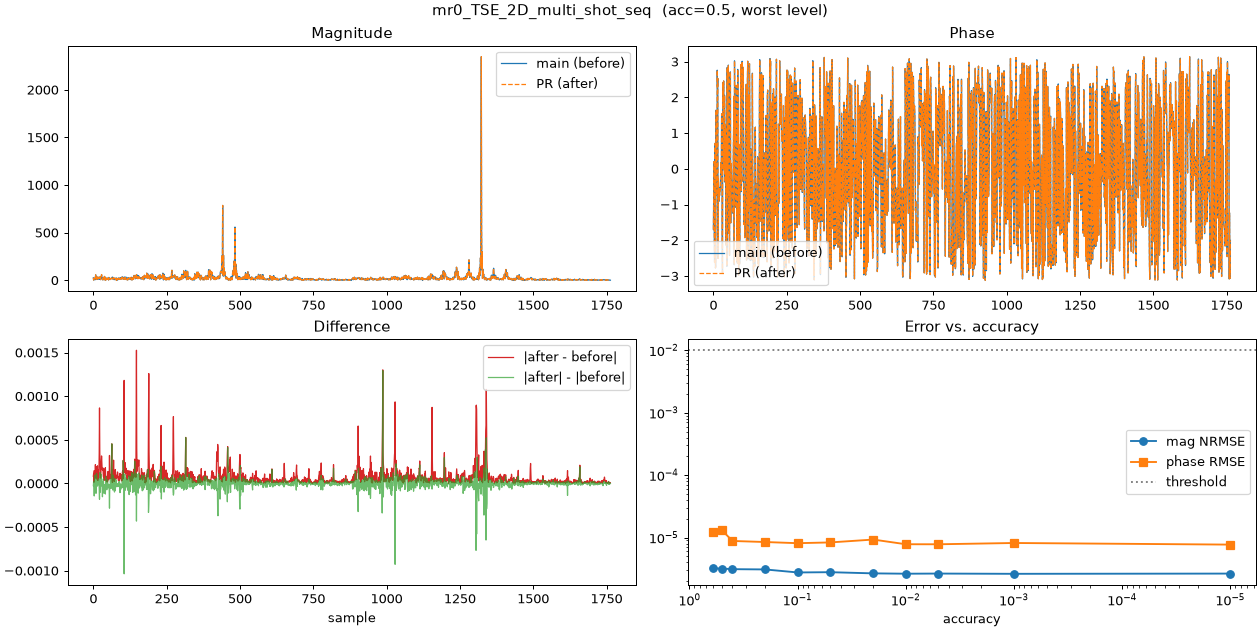 mr0_TSE_2D_multi_shot_seq  (acc=0.5, worst level)
Magnitude
2000
1500
1000
500
0
0 250 500 750 1000 1250 1500 1750
main (before)
PR (after)
Phase
3
2
1
0
−1
−2
−3
0 250 500 750 1000 1250 1500 1750
main (before)
PR (after)
Difference
0.0015
0.0010
0.0005
0.0000
−0.0005
−0.0010
0 250 500 750 1000 1250 1500 1750
sample
|after - before|
|after| - |before|
Error vs. accuracy
10⁻²
10⁻³
10⁻⁴
10⁻⁵
10⁰ 10⁻¹ 10⁻² 10⁻³ 10⁻⁴ 10⁻⁵
accuracy
mag NRMSE
phase RMSE
threshold